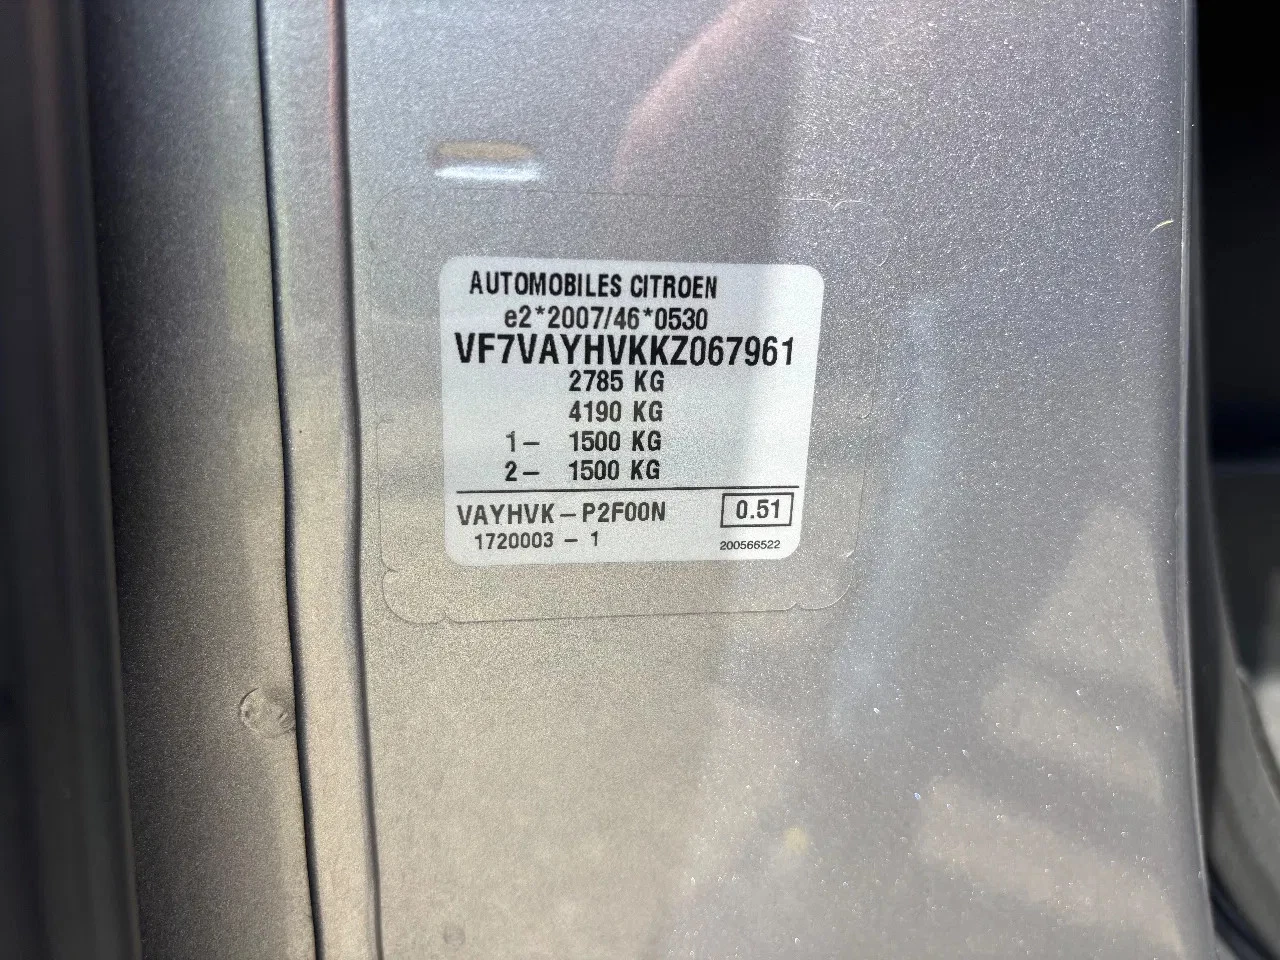 AUTOMOBILES CITROEN
e2*2007/46*0530
VF7VAYHVKKZ067961
2785 KG
4190 KG
1– 1500 KG
2– 1500 KG
VAYHVK – P2F00N 0.51
1720003 – 1 200566522